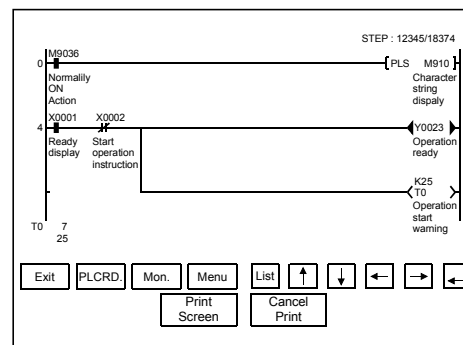 STEP : 12345/18374
0 M9036 PLS M910
Normalily ON Action
Character string dispaly
4 X0001 X0002 Y0023
Ready display
Start operation instruction
Operation ready
K25
T0
Operation start warning
T0 7
25
Exit PLCRD. Mon. Menu List ↑ ↓ ← → ←
Print Screen
Cancel Print